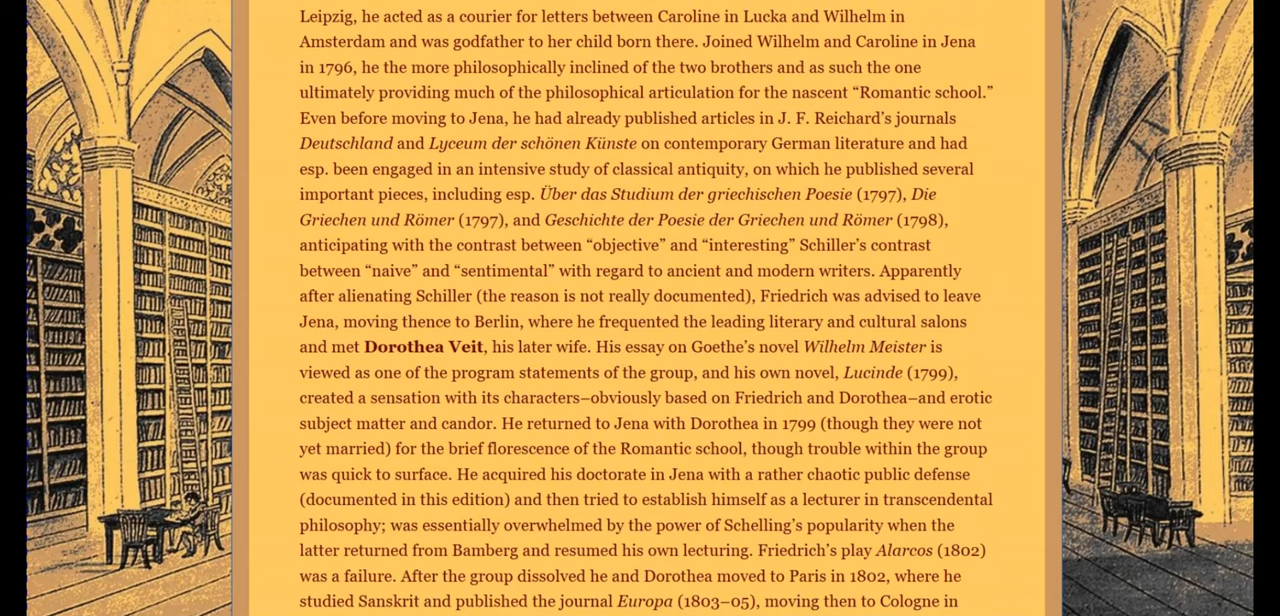 Leipzig, he acted as a courier for letters between Caroline in Lucka and Wilhelm in
Amsterdam and was godfather to her child born there. Joined Wilhelm and Caroline in Jena
in 1796, he the more philosophically inclined of the two brothers and as such the one
ultimately providing much of the philosophical articulation for the nascent “Romantic school.”
Even before moving to Jena, he had already published articles in J. F. Reichard’s journals
Deutschland and Lyceum der schönen Künste on contemporary German literature and had
esp. been engaged in an intensive study of classical antiquity, on which he published several
important pieces, including esp. Über das Studium der griechischen Poesie (1797), Die
Griechen und Römer (1797), and Geschichte der Poesie der Griechen und Römer (1798),
anticipating with the contrast between “objective” and “interesting” Schiller’s contrast
between “naive” and “sentimental” with regard to ancient and modern writers. Apparently
after alienating Schiller (the reason is not really documented), Friedrich was advised to leave
Jena, moving thence to Berlin, where he frequented the leading literary and cultural salons
and met Dorothea Veit, his later wife. His essay on Goethe’s novel Wilhelm Meister is
viewed as one of the program statements of the group, and his own novel, Lucinde (1799),
created a sensation with its characters–obviously based on Friedrich and Dorothea–and erotic
subject matter and candor. He returned to Jena with Dorothea in 1799 (though they were not
yet married) for the brief florescence of the Romantic school, though trouble within the group
was quick to surface. He acquired his doctorate in Jena with a rather chaotic public defense
(documented in this edition) and then tried to establish himself as a lecturer in transcendental
philosophy; was essentially overwhelmed by the power of Schelling’s popularity when the
latter returned from Bamberg and resumed his own lecturing. Friedrich’s play Alarcos (1802)
was a failure. After the group dissolved he and Dorothea moved to Paris in 1802, where he
studied Sanskrit and published the journal Europa (1803–05), moving then to Cologne in